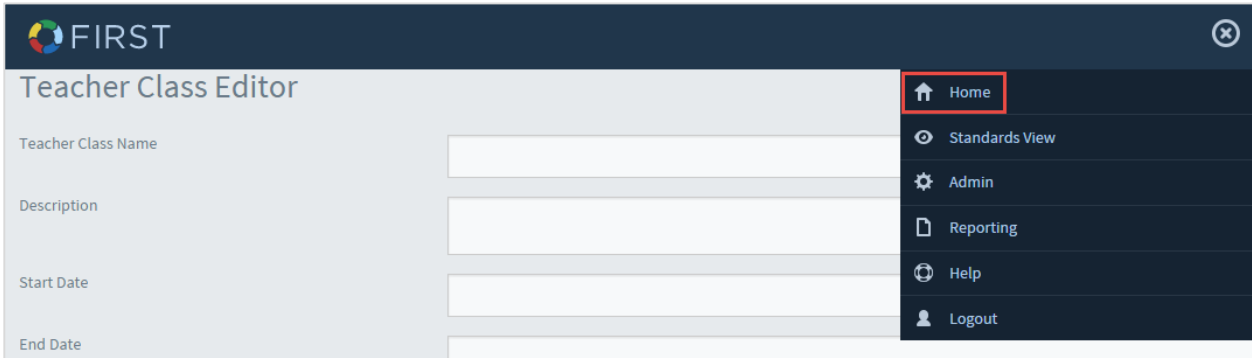 FIRST
Teacher Class Editor
Teacher Class Name
Description
Start Date
End Date
Home
Standards View
Admin
Reporting
Help
Logout